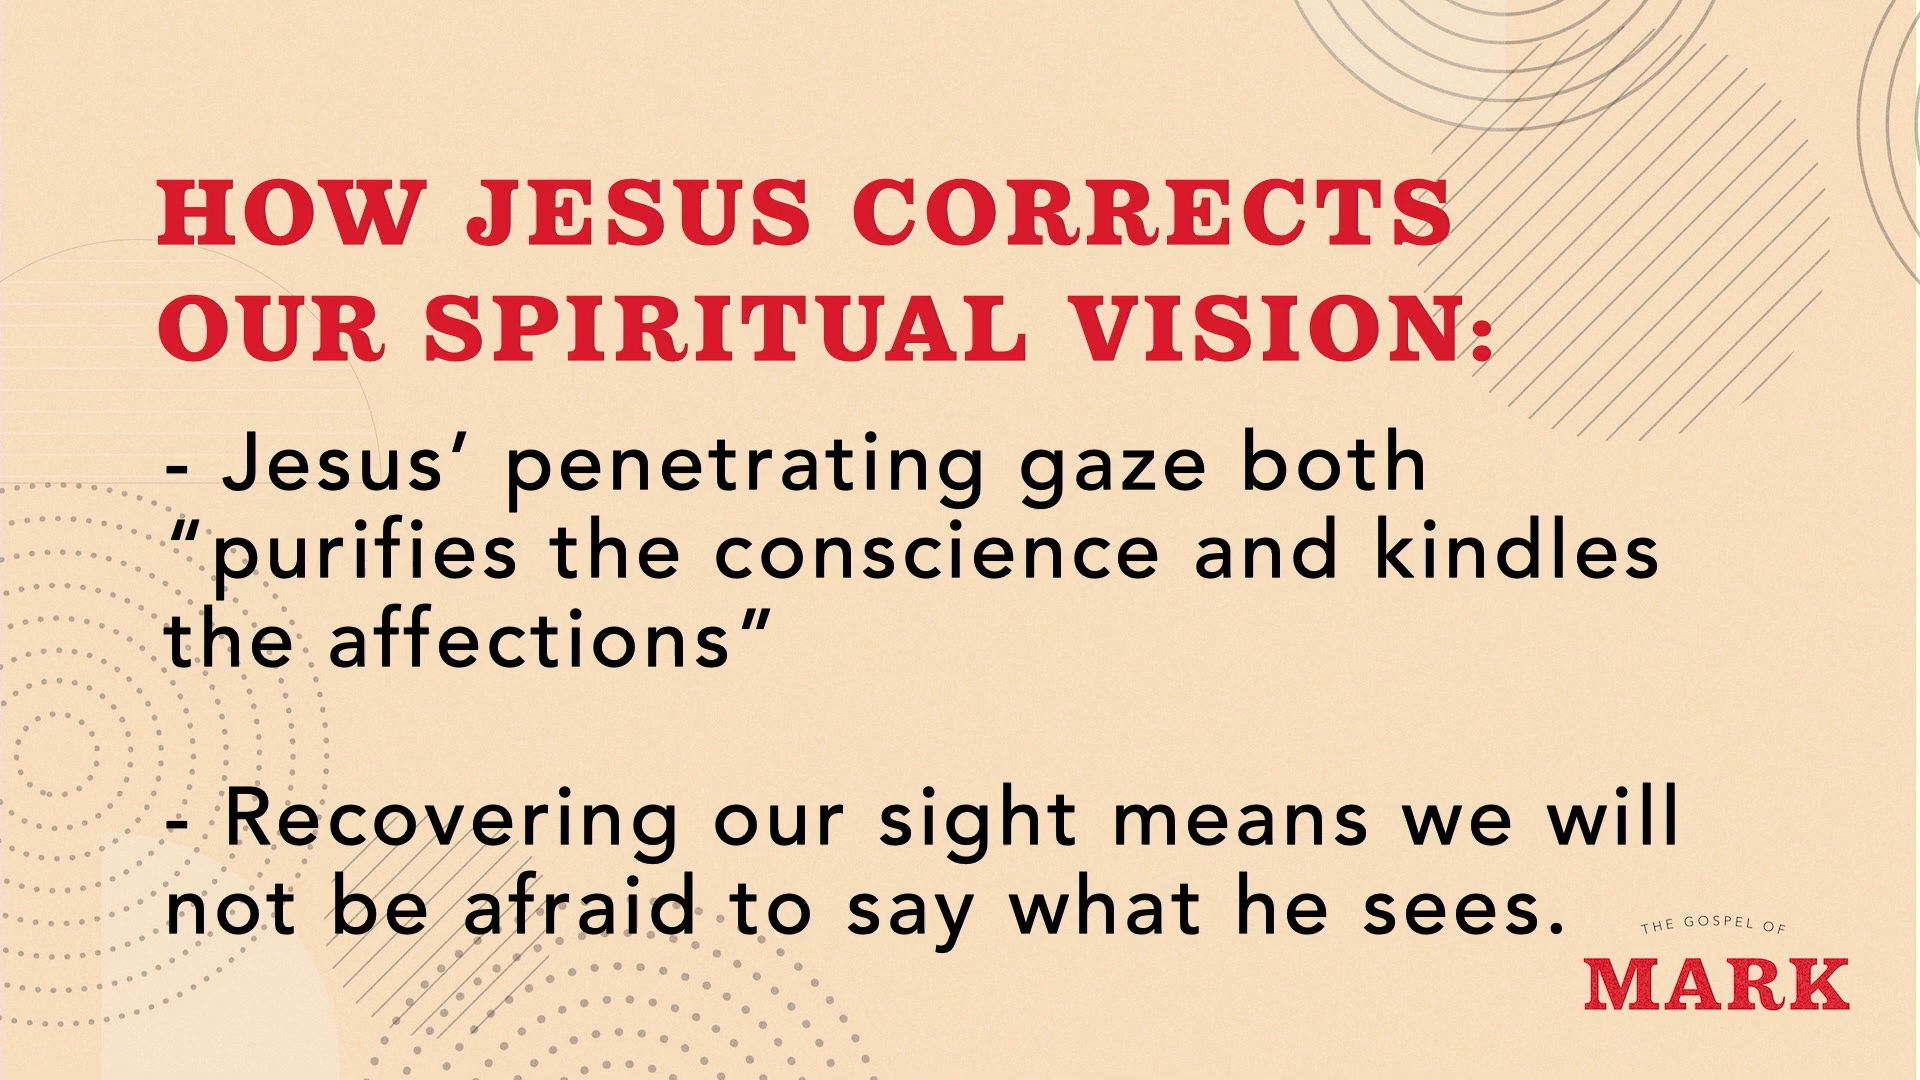 HOW JESUS CORRECTS
OUR SPIRITUAL VISION:
- Jesus’ penetrating gaze both
“purifies the conscience and kindles
the affections”
- Recovering our sight means we will
not be afraid to say what he sees.
THE GOSPEL OF
MARK